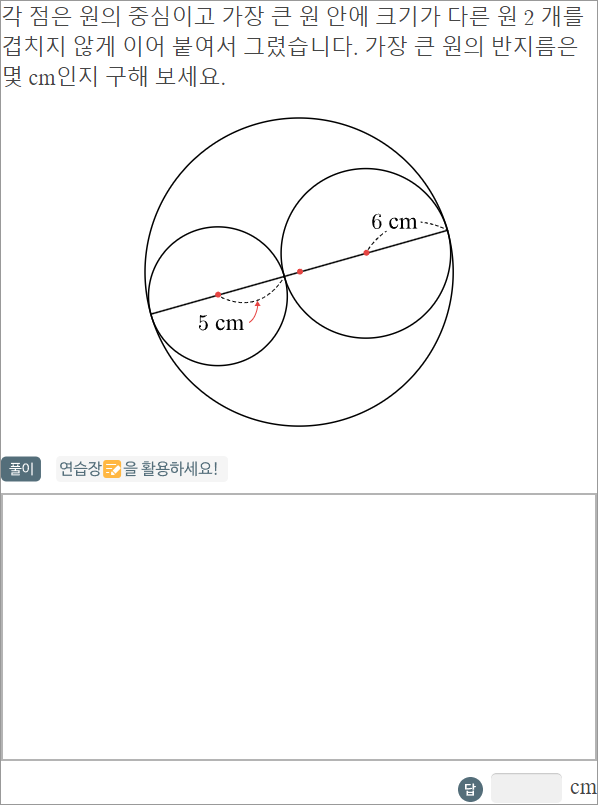 각 점은 원의 중심이고 가장 큰 원 안에 크기가 다른 원 2 개를
겹치지 않게 이어 붙여서 그렸습니다. 가장 큰 원의 반지름은
몇 cm인지 구해 보세요.
6 cm
5 cm
풀이 연습장을 활용하세요!
답 cm